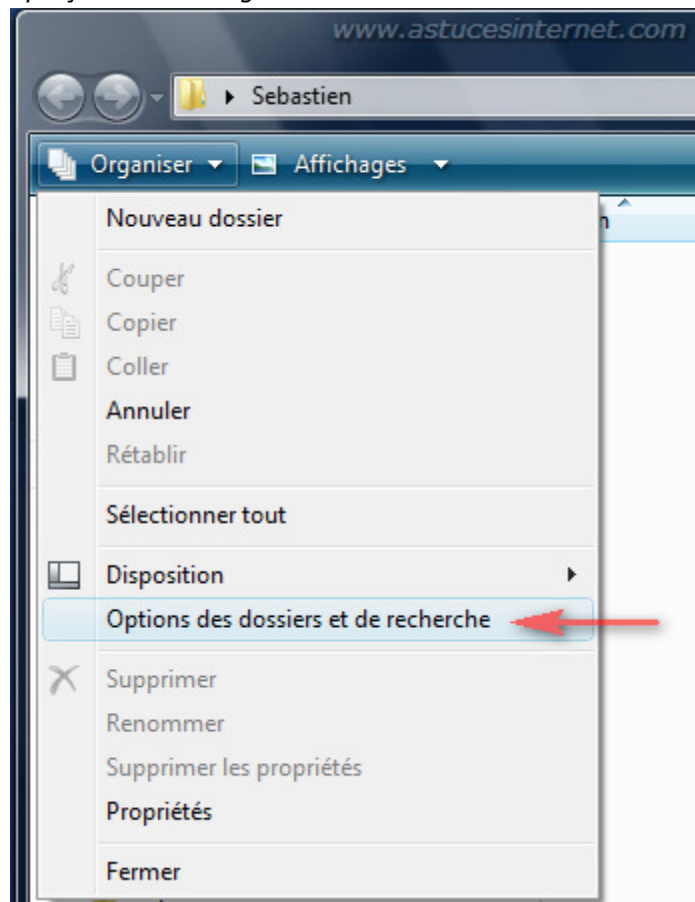 www.astucesinternet.com
Sebastien
Organiser Affichages
Nouveau dossier
Couper
Copier
Coller
Annuler
Rétablir
Sélectionner tout
Disposition
Options des dossiers et de recherche
Supprimer
Renommer
Supprimer les propriétés
Propriétés
Fermer